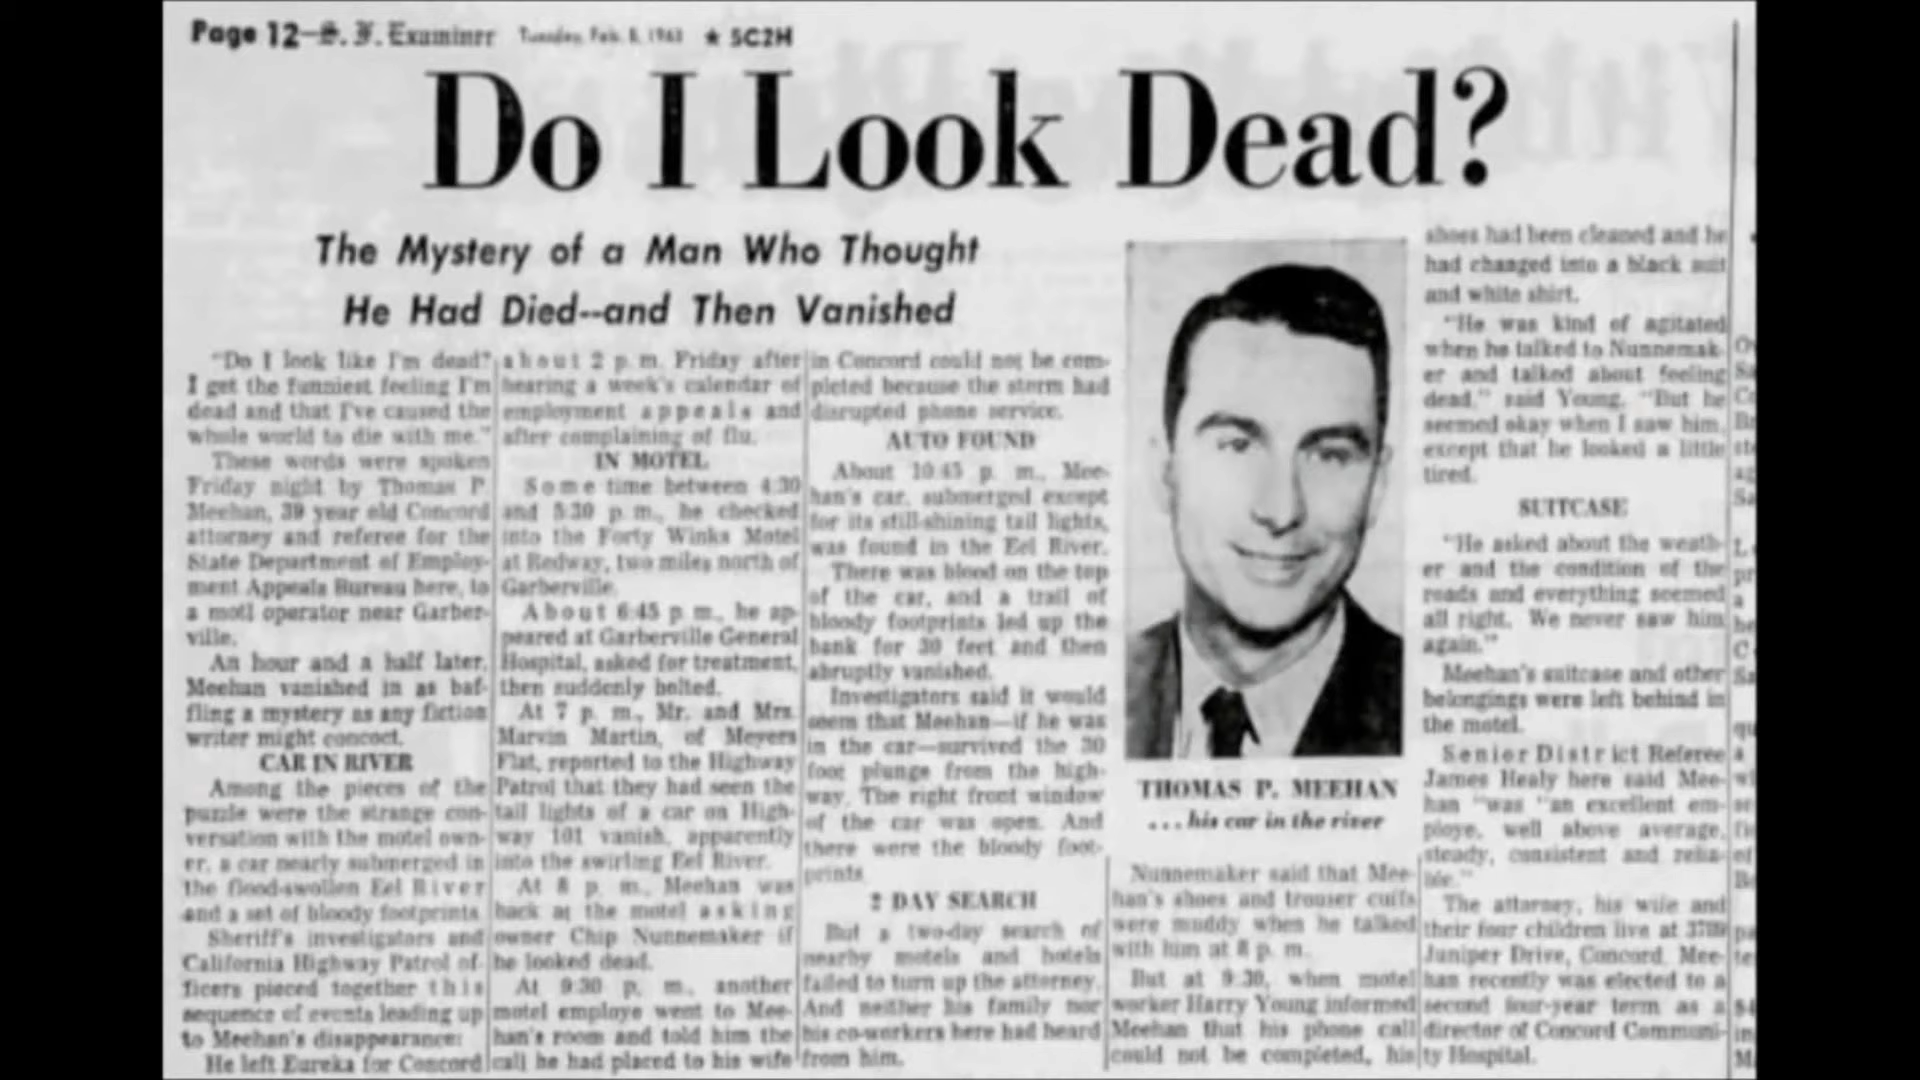 Page 12—S. F. Examiner Tuesday, Feb. 5, 1963 ★ 5C2H
Do I Look Dead?
The Mystery of a Man Who Thought
He Had Died--and Then Vanished
"Do I look like I'm dead?
I get the funniest feeling I'm
dead and that I've caused the
whole world to die with me."
These words were spoken
Friday night by Thomas P.
Meehan, 39 year old Concord
attorney and referee for the
State Department of Employ-
ment Appeals Bureau here, to
a motl operator near Garber-
ville.
An hour and a half later,
Meehan vanished in as baf-
fling a mystery as any fiction
writer might concoct.
CAR IN RIVER
Among the pieces of the
puzzle were the strange con-
versation with the motel own-
er, a car nearly submerged in
the flood-swollen Eel River
and a set of bloody footprints.
Sheriff's investigators and
California Highway Patrol of-
ficers pieced together this
sequence of events leading up
to Meehan's disappearance:
He left Eureka for Concord
about 2 p. m. Friday after
hearing a week's calendar of
employment appeals and
after complaining of flu.
IN MOTEL
Some time between 4:30
and 5:30 p. m., he checked
into the Forty Winks Motel
at Redway, two miles north of
Garberville.
About 6:45 p m., he ap-
peared at Garberville General
Hospital, asked for treatment,
then suddenly bolted.
At 7 p. m., Mr. and Mrs.
Marvin Martin, of Meyers
Flat, reported to the Highway
Patrol that they had seen the
tail lights of a car on High-
way 101 vanish, apparently
into the swirling Eel River.
At 8 p. m., Meehan was
back at the motel asking
owner Chip Nunnemaker if
he looked dead.
At 9:30 p. m., another
motel employe went to Mee-
han's room and told him the
call he had placed to his wife
in Concord could not be com-
pleted because the storm had
disrupted phone service.
AUTO FOUND
About 10:45 p. m., Mee-
han's car, submerged except
for its still-shining tail lights,
was found in the Eel River.
There was blood on the top
of the car, and a trail of
bloody footprints led up the
bank for 30 feet and then
abruptly vanished.
Investigators said it would
seem that Meehan—if he was
in the car—survived the 30
foot plunge from the high-
way. The right front window
of the car was open. And
there were the bloody foot-
prints.
2 DAY SEARCH
But a two-day search of
nearby motels and hotels
failed to turn up the attorney.
And neither his family nor
his co-workers here had heard
from him.
THOMAS P. MEEHAN
. . . his car in the river
Nunnemaker said that Mee-
han's shoes and trouser cuffs
were muddy when he talked
with him at 8 p. m.
But at 9:30, when motel
worker Harry Young informed
Meehan that his phone call
could not be completed, his
shoes had been cleaned and he
had changed into a black suit
and white shirt.
"He was kind of agitated
when he talked to Nunnemak-
er and talked about feeling
dead," said Young. "But he
seemed okay when I saw him,
except that he looked a little
tired.
SUITCASE
"He asked about the weath-
er and the condition of the
roads and everything seemed
all right. We never saw him
again."
Meehan's suitcase and other
belongings were left behind in
the motel.
Senior District Referee
James Healy here said Mee-
han "was "an excellent em-
ploye, well above average,
steady, consistent and relia-
ble."
The attorney, his wife and
their four children live at
Juniper Drive, Concord. Mee-
han recently was elected to a
second four-year term as a
director of Concord Communi-
ty Hospital.